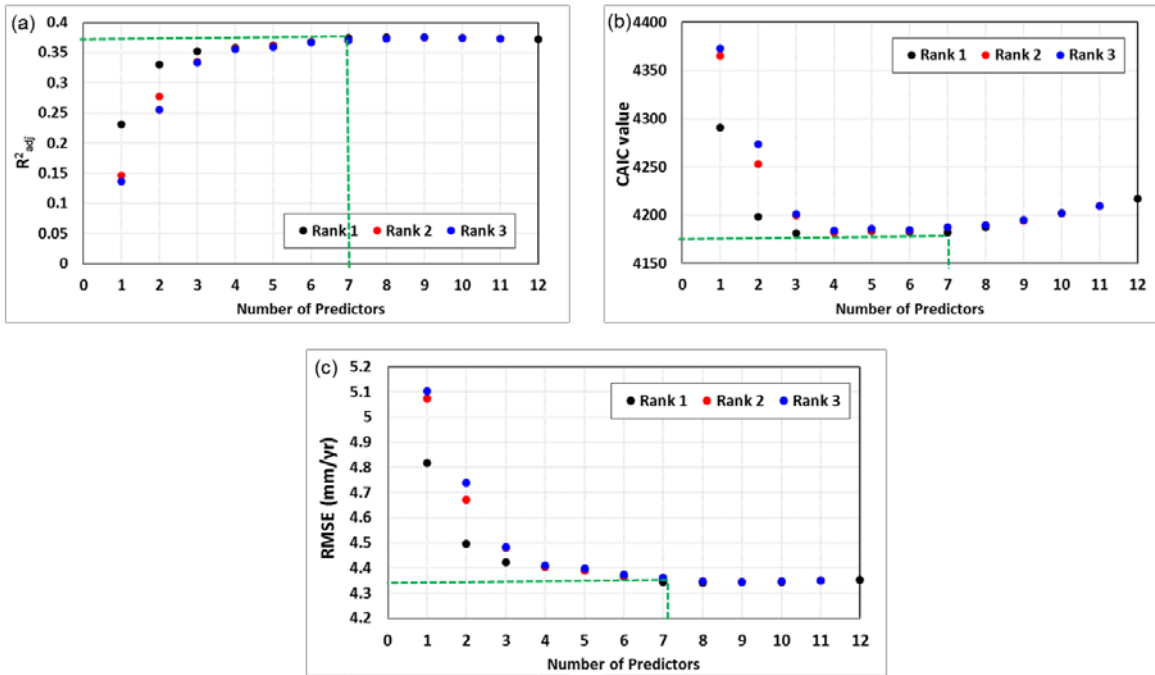 (a)
0.4
0.35
0.3
0.25
0.2
0.15
0.1
0.05
0
R²adj
Rank 1 Rank 2 Rank 3
0 1 2 3 4 5 6 7 8 9 10 11 12
Number of Predictors
(b)
4400
4350
4300
4250
4200
4150
CAIC value
Rank 1 Rank 2 Rank 3
0 1 2 3 4 5 6 7 8 9 10 11 12
Number of Predictors
(c)
5.2
5.1
5
4.9
4.8
4.7
4.6
4.5
4.4
4.3
4.2
RMSE (mm/yr)
Rank 1 Rank 2 Rank 3
0 1 2 3 4 5 6 7 8 9 10 11 12
Number of Predictors